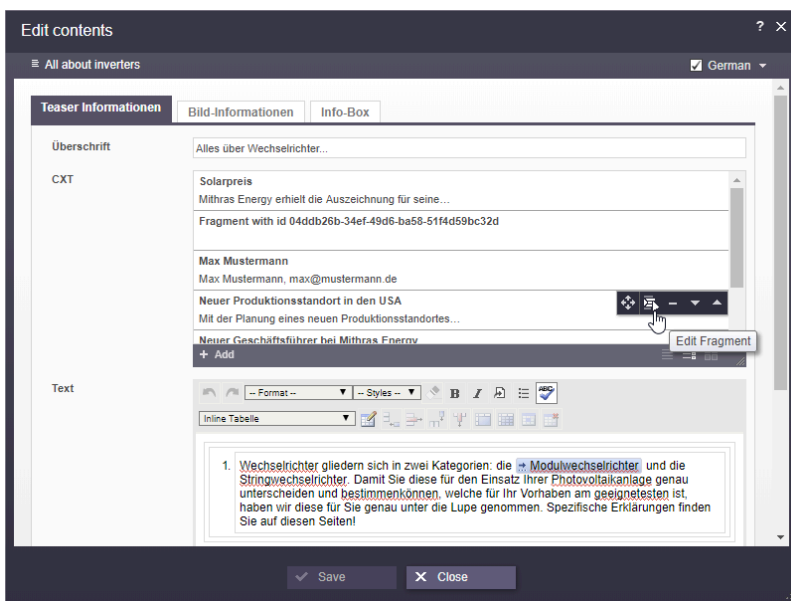 Edit contents
?
All about inverters
German
Teaser Informationen
Bild-Informationen
Info-Box
Überschrift
Alles über Wechselrichter...
CXT
Solarpreis
Mithras Energy erhielt die Auszeichnung für seine…
Fragment with id 04ddb26b-34ef-49d6-ba58-51f4d59bc32d
Max Mustermann
Max Mustermann, max@mustermann.de
Neuer Produktionsstandort in den USA
Mit der Planung eines neuen Produktionsstandortes…
Neuer Geschäftsführer bei Mithras Energy
Edit Fragment
+ Add
Text
-- Format --
-- Styles --
B
I
ABC
Inline Tabelle
1. Wechselrichter gliedern sich in zwei Kategorien: die Modulwechselrichter und die
Stringwechselrichter. Damit Sie diese für den Einsatz Ihrer Photovoltaikanlage genau
unterscheiden und bestimmenkönnen, welche für Ihr Vorhaben am geeignetesten ist,
haben wir diese für Sie genau unter die Lupe genommen. Spezifische Erklärungen finden
Sie auf diesen Seiten!
Save
X Close